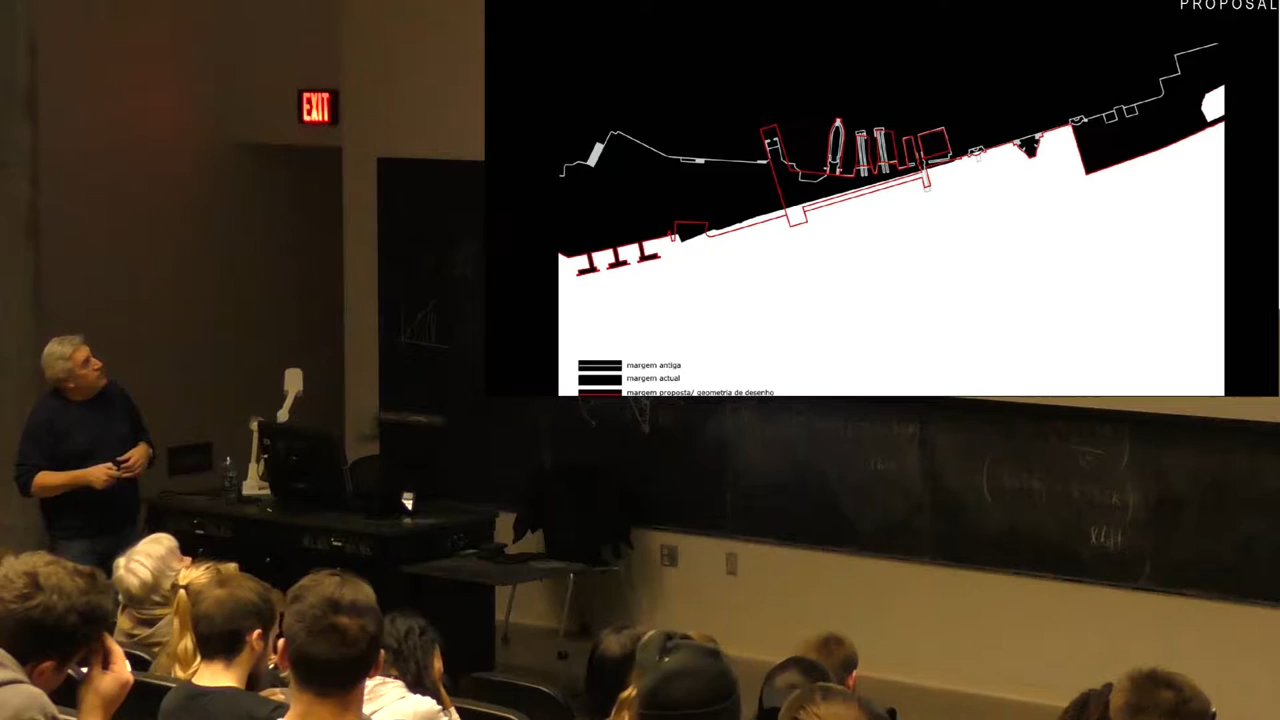 PROPOSAL
EXIT
margem antiga
margem actual
margem proposta/ geometria de desenho